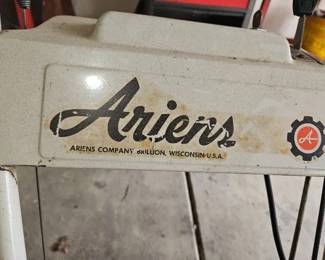 Ariens
ARIENS COMPANY BRILLION, WISCONSIN-U.S.A.
A